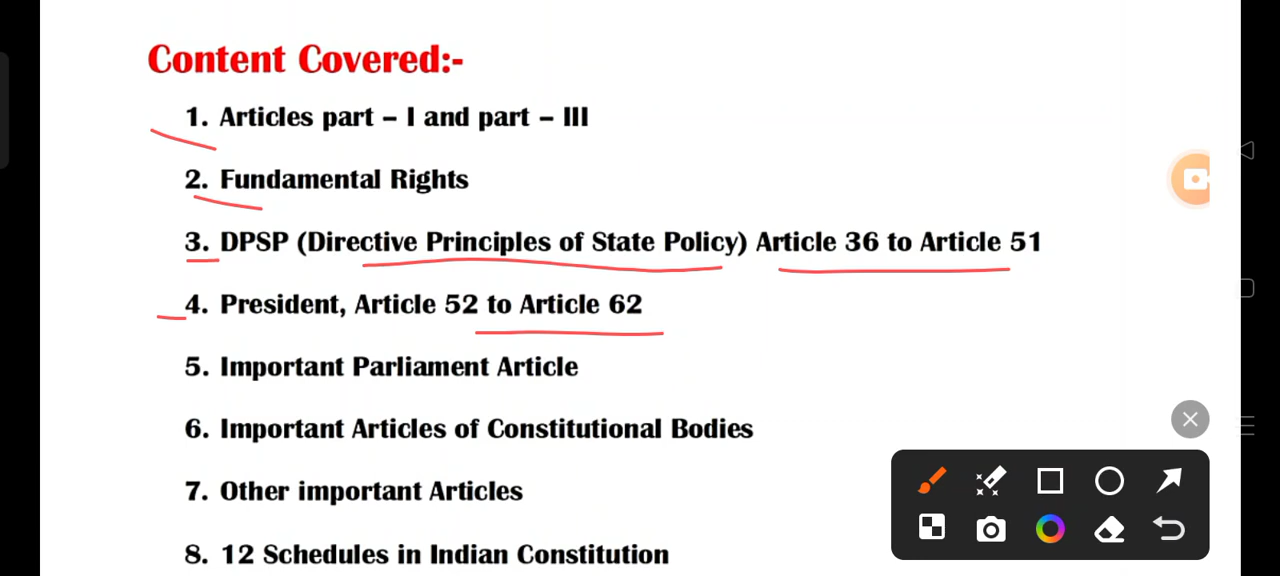 Content Covered:-
1. Articles part – I and part – III
2. Fundamental Rights
3. DPSP (Directive Principles of State Policy) Article 36 to Article 51
4. President, Article 52 to Article 62
5. Important Parliament Article
6. Important Articles of Constitutional Bodies
7. Other important Articles
8. 12 Schedules in Indian Constitution